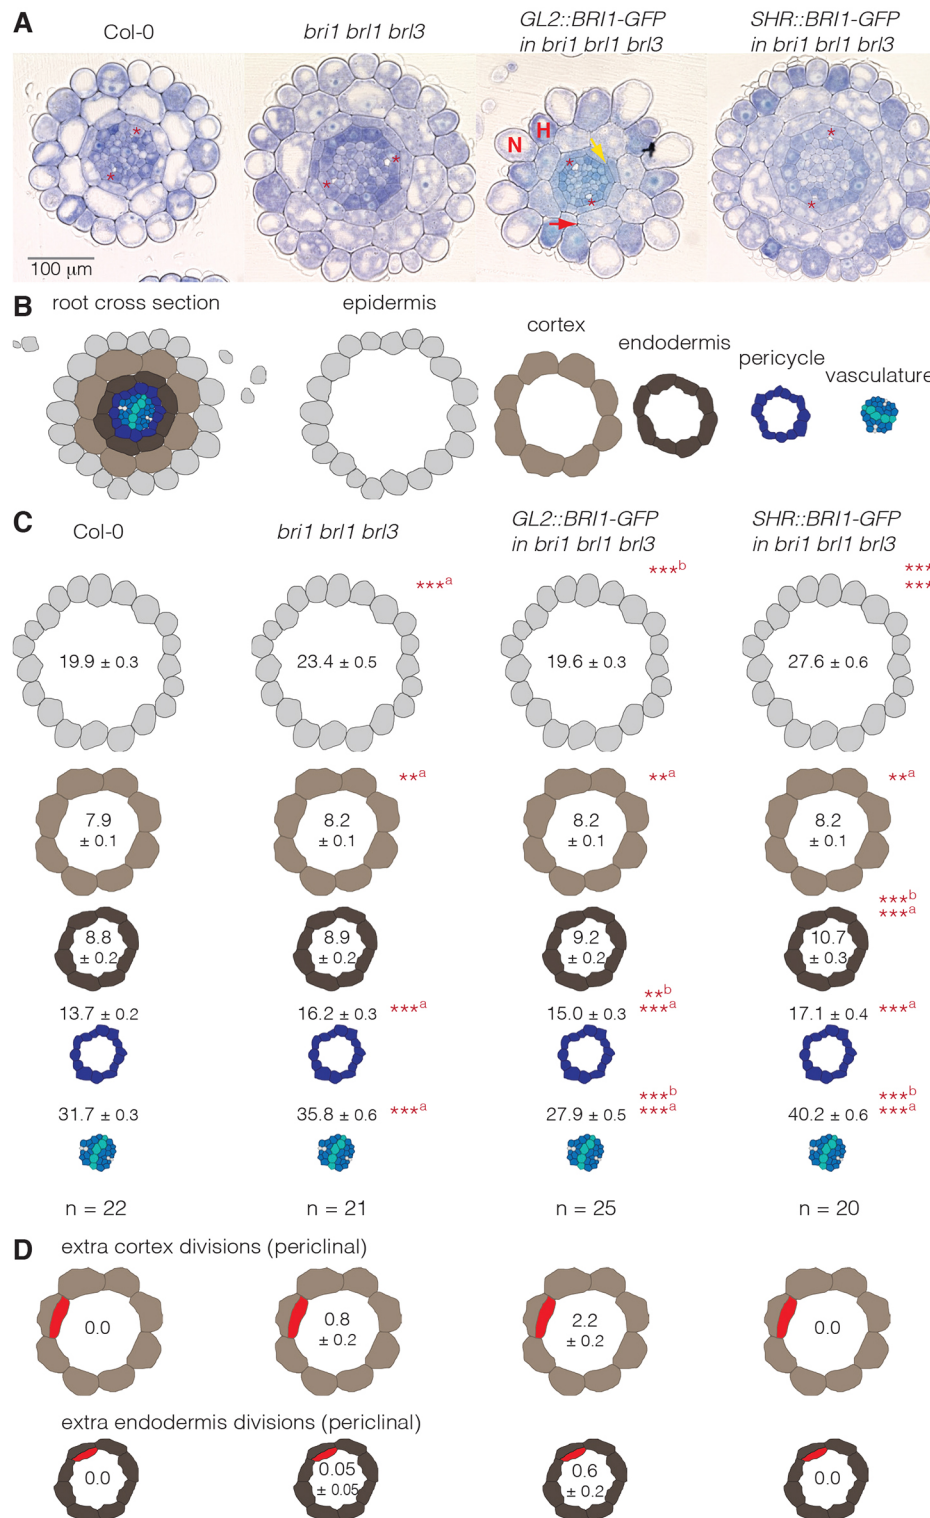 A
Col-0
bri1 brl1 brl3
GL2::BRI1-GFP
in bri1 brl1 brl3
SHR::BRI1-GFP
in bri1 brl1 brl3
*
*
*
*
N
H
*
*
*
*
100 µm
B
root cross section
epidermis
cortex
endodermis
pericycle
vasculature
C
Col-0
bri1 brl1 brl3
GL2::BRI1-GFP
in bri1 brl1 brl3
SHR::BRI1-GFP
in bri1 brl1 brl3
19.9 ± 0.3
***a
23.4 ± 0.5
***b
19.6 ± 0.3
***
***
27.6 ± 0.6
7.9
± 0.1
**a
8.2
± 0.1
**a
8.2
± 0.1
**a
8.2
± 0.1
8.8
± 0.2
8.9
± 0.2
9.2
± 0.2
***b
***a
10.7
± 0.3
13.7 ± 0.2
16.2 ± 0.3 ***a
**b
15.0 ± 0.3 ***a
17.1 ± 0.4 ***a
31.7 ± 0.3
35.8 ± 0.6 ***a
***b
27.9 ± 0.5 ***a
***b
40.2 ± 0.6 ***a
n = 22
n = 21
n = 25
n = 20
D
extra cortex divisions (periclinal)
0.0
0.8
± 0.2
2.2
± 0.2
0.0
extra endodermis divisions (periclinal)
0.0
0.05
± 0.05
0.6
± 0.2
0.0